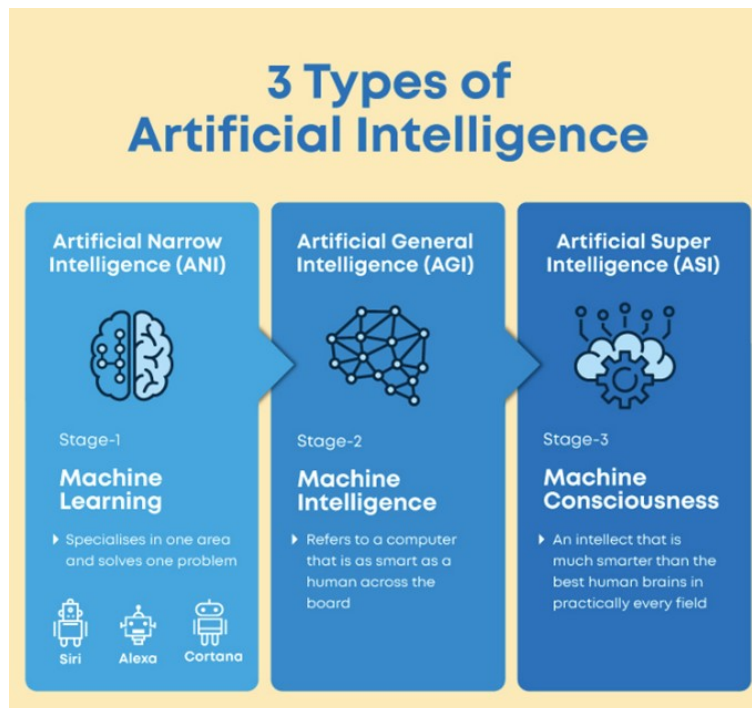 3 Types of
Artificial Intelligence
Artificial Narrow
Intelligence (ANI)
Stage-1
Machine
Learning
Specialises in one area
and solves one problem
Siri
Alexa
Cortana
Artificial General
Intelligence (AGI)
Stage-2
Machine
Intelligence
Refers to a computer
that is as smart as a
human across the
board
Artificial Super
Intelligence (ASI)
Stage-3
Machine
Consciousness
An intellect that is
much smarter than the
best human brains in
practically every field